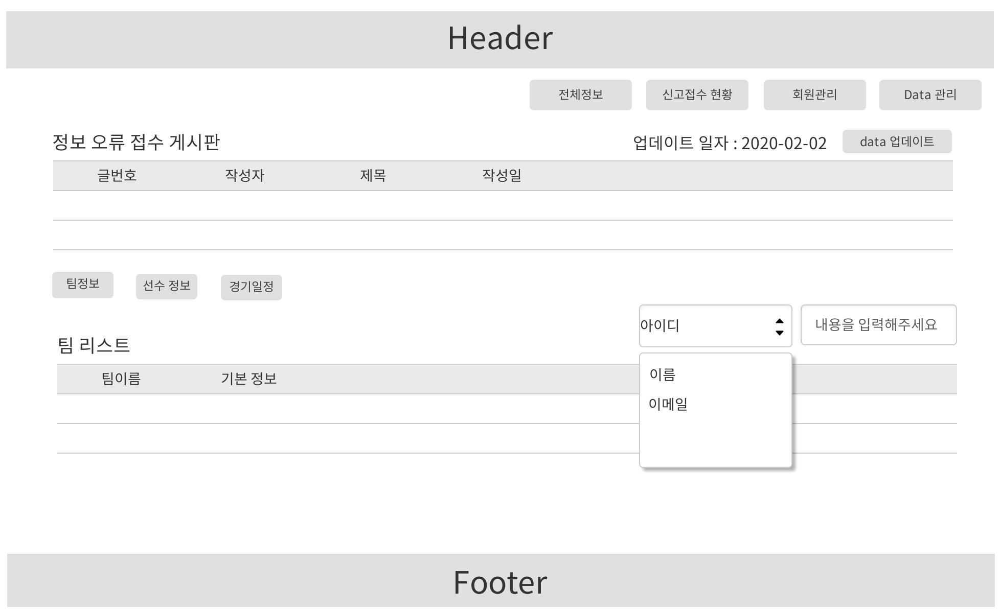 Header
전체정보 신고접수 현황 회원관리 Data 관리
정보 오류 접수 게시판 업데이트 일자 : 2020-02-02 data 업데이트
글번호 작성자 제목 작성일
팀정보 선수 정보 경기일정
아이디 내용을 입력해주세요
팀 리스트
팀이름 기본 정보 이름
이메일
Footer